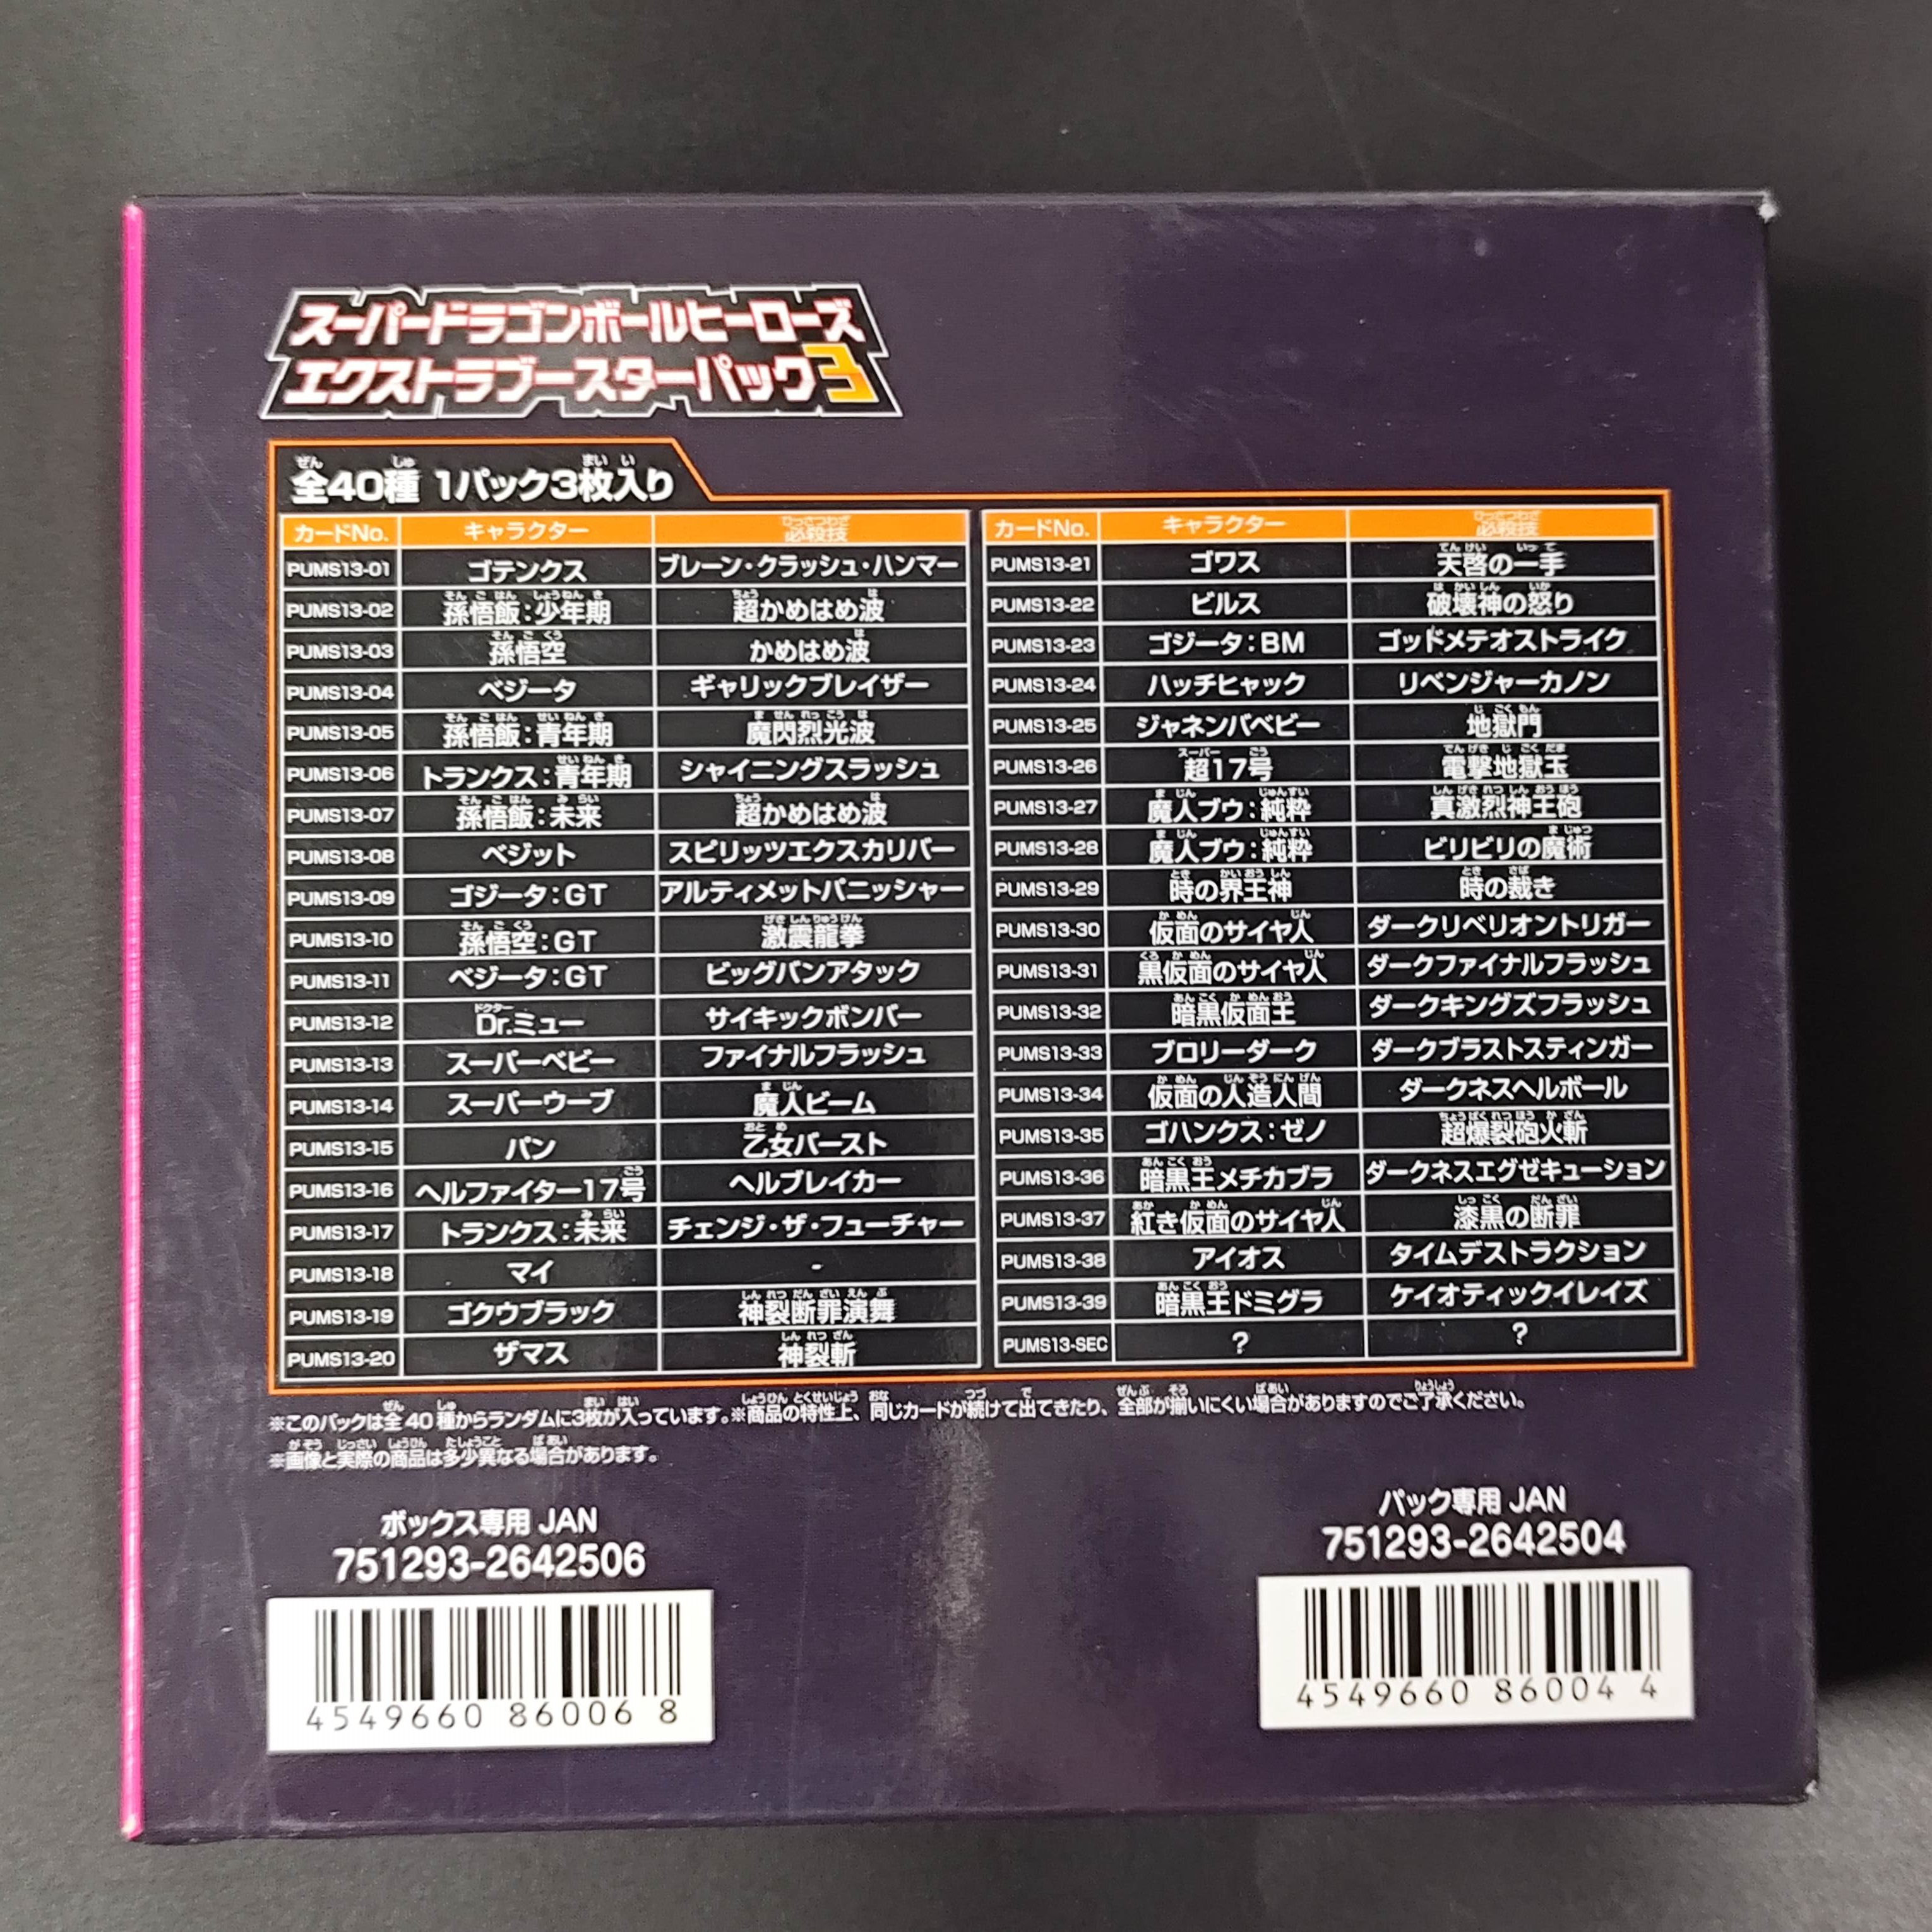 スーパードラゴンボールヒーローズ
エクストラブースターパック3
全40種 1パック3枚入り
カードNo. キャラクター 必殺技
PUMS13-01 ゴテンクス ブレーン・クラッシュ・ハンマー
PUMS13-02 孫悟飯:少年期 超かめはめ波
PUMS13-03 孫悟空 かめはめ波
PUMS13-04 ベジータ ギャリックブレイザー
PUMS13-05 孫悟飯:青年期 魔閃烈光波
PUMS13-06 トランクス:青年期 シャイニングスラッシュ
PUMS13-07 孫悟飯:未来 超かめはめ波
PUMS13-08 ベジット スピリッツエクスカリバー
PUMS13-09 ゴジータ:GT アルティメットバニッシャー
PUMS13-10 孫悟空:GT 激震龍拳
PUMS13-11 ベジータ:GT ビッグバンアタック
PUMS13-12 Dr.ミュー サイキックボンバー
PUMS13-13 スーパーベビー ファイナルフラッシュ
PUMS13-14 スーパーウーブ 魔人ビーム
PUMS13-15 パン 乙女バースト
PUMS13-16 ヘルファイター17号 ヘルブレイカー
PUMS13-17 トランクス:未来 チェンジ・ザ・フューチャー
PUMS13-18 マイ -
PUMS13-19 ゴクウブラック 神裂断罪演舞
PUMS13-20 ザマス 神裂斬
カードNo. キャラクター 必殺技
PUMS13-21 ゴワス 天啓の一手
PUMS13-22 ビルス 破壊神の怒り
PUMS13-23 ゴジータ:BM ゴッドメテオストライク
PUMS13-24 ハッチヒャック リベンジャーカノン
PUMS13-25 ジャネンバベビー 地獄門
PUMS13-26 超17号 電撃地獄玉
PUMS13-27 魔人ブウ:純粋 真激烈神王砲
PUMS13-28 魔人ブウ:純粋 ビリビリの魔術
PUMS13-29 時の界王神 時の裁き
PUMS13-30 仮面のサイヤ人 ダークリベリオントリガー
PUMS13-31 黒仮面のサイヤ人 ダークファイナルフラッシュ
PUMS13-32 暗黒仮面王 ダークキングズフラッシュ
PUMS13-33 ブロリーダーク ダークブラストスティンガー
PUMS13-34 仮面の人造人間 ダークネスヘルボール
PUMS13-35 ゴハンクス:ゼノ 超爆裂砲火斬
PUMS13-36 暗黒王メチカブラ ダークネスエグゼキューション
PUMS13-37 紅き仮面のサイヤ人 漆黒の断罪
PUMS13-38 アイオス タイムデストラクション
PUMS13-39 暗黒王ドミグラ ケイオティックイレイズ
PUMS13-SEC ? ?
※このパックは全40種からランダムに3枚が入っています。※商品の特性上、同じカードが続けて出てきたり、全部が揃いにくい場合がありますのでご了承ください。
※画像と実際の商品は多少異なる場合があります。
ボックス専用 JAN
751293-2642506
4549660 86006 8
パック専用 JAN
751293-2642504
4549660 86004 4